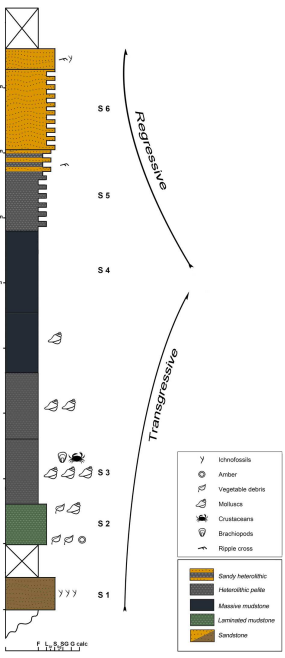 S 6
Regressive
S 5
S 4
Transgressive
S 3
S 2
S 1
Ichnofossils
Amber
Vegetable debris
Molluscs
Crustaceans
Brachiopods
Ripple cross
Sandy heterolithic
Heterolithic pelite
Massive mudstone
Laminated mudstone
Sandstone
F L S SG G calc